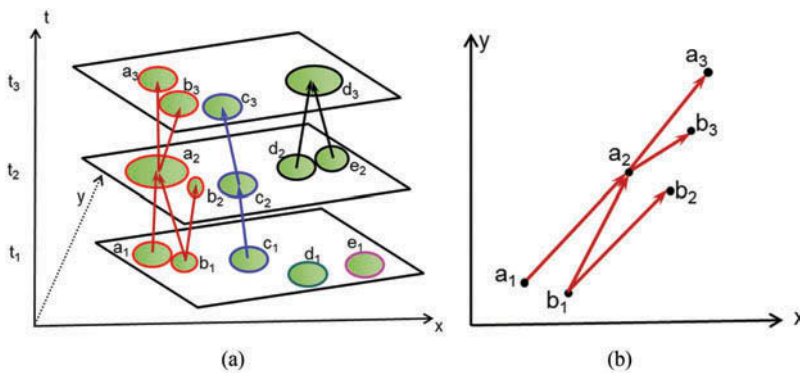 t
t₃
a₃
b₃
c₃
d₃
t₂
a₂
b₂
c₂
d₂
e₂
y
t₁
a₁
b₁
c₁
d₁
e₁
x
(a)
y
a₃
b₃
a₂
b₂
a₁
b₁
x
(b)